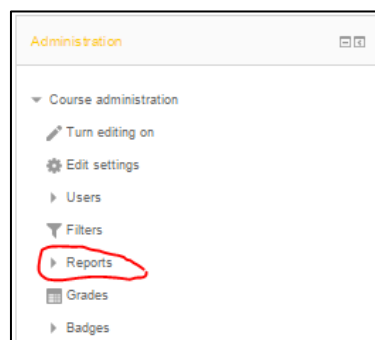 Administration
Course administration
Turn editing on
Edit settings
Users
Filters
Reports
Grades
Badges